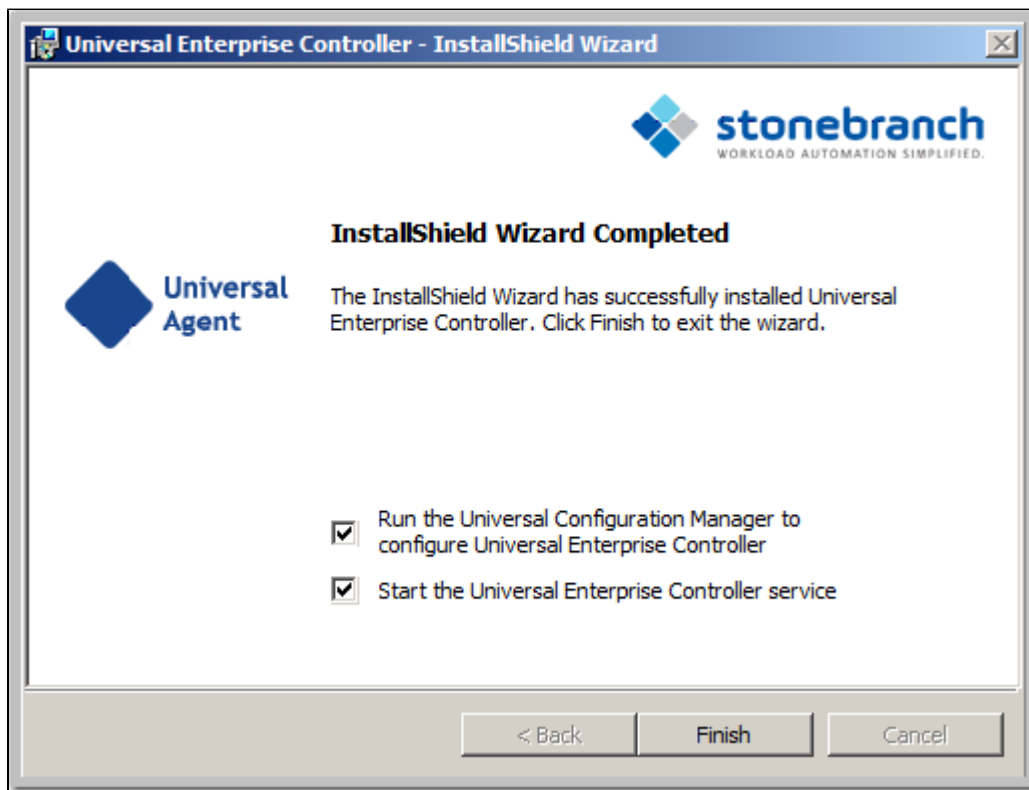 Universal Enterprise Controller - InstallShield Wizard
stonebranch
WORKLOAD AUTOMATION SIMPLIFIED.
InstallShield Wizard Completed
Universal
Agent
The InstallShield Wizard has successfully installed Universal
Enterprise Controller. Click Finish to exit the wizard.
Run the Universal Configuration Manager to
configure Universal Enterprise Controller
Start the Universal Enterprise Controller service
< Back
Finish
Cancel